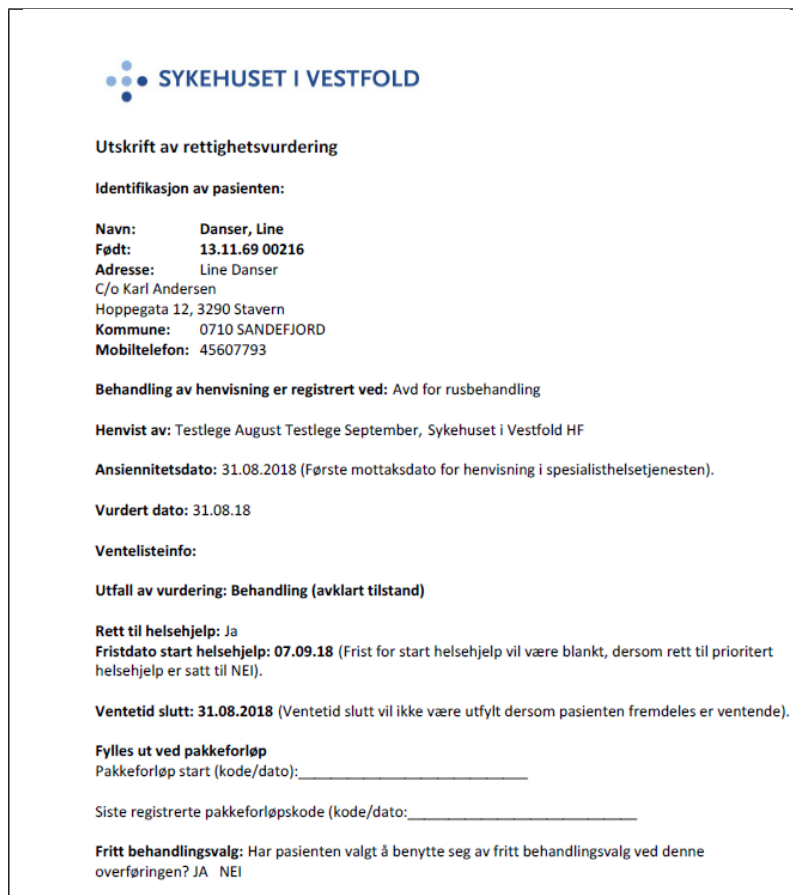 SYKEHUSET I VESTFOLD
Utskrift av rettighetsvurdering
Identifikasjon av pasienten:
Navn: Danser, Line
Født: 13.11.69 00216
Adresse: Line Danser
C/o Karl Andersen
Hoppegata 12, 3290 Stavern
Kommune: 0710 SANDEFJORD
Mobiltelefon: 45607793
Behandling av henvisning er registrert ved: Avd for rusbehandling
Henvist av: Testlege August Testlege September, Sykehuset i Vestfold HF
Ansiennitetsdato: 31.08.2018 (Første mottaksdato for henvisning i spesialisthelsetjenesten).
Vurdert dato: 31.08.18
Ventelisteinfo:
Utfall av vurdering: Behandling (avklart tilstand)
Rett til helsehjelp: Ja
Fristdato start helsehjelp: 07.09.18 (Frist for start helsehjelp vil være blankt, dersom rett til prioritert
helsehjelp er satt til NEI).
Ventetid slutt: 31.08.2018 (Ventetid slutt vil ikke være utfylt dersom pasienten fremdeles er ventende).
Fylles ut ved pakkeforløp
Pakkeforløp start (kode/dato):____________________________
Siste registrerte pakkeforløpskode (kode/dato:____________________________
Fritt behandlingsvalg: Har pasienten valgt å benytte seg av fritt behandlingsvalg ved denne
overføringen? JA NEI